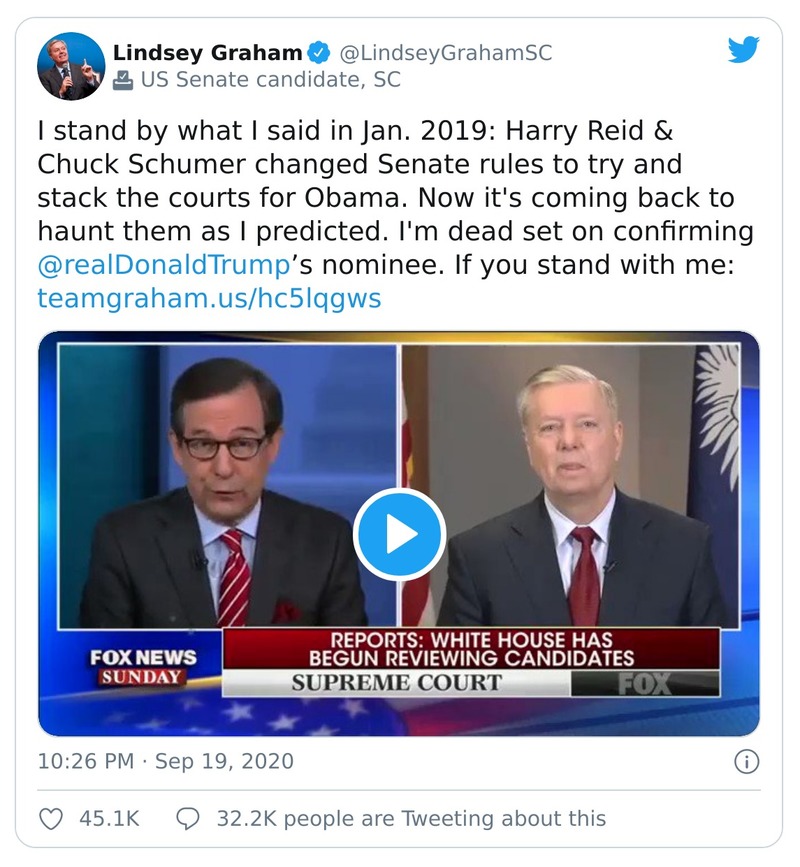 Lindsey Graham @LindseyGrahamSC
US Senate candidate, SC
I stand by what I said in Jan. 2019: Harry Reid &
Chuck Schumer changed Senate rules to try and
stack the courts for Obama. Now it's coming back to
haunt them as I predicted. I'm dead set on confirming
@realDonaldTrump’s nominee. If you stand with me:
teamgraham.us/hc5lqgws
REPORTS: WHITE HOUSE HAS
BEGUN REVIEWING CANDIDATES
FOX NEWS
SUNDAY
SUPREME COURT
FOX
10:26 PM · Sep 19, 2020
45.1K 32.2K people are Tweeting about this